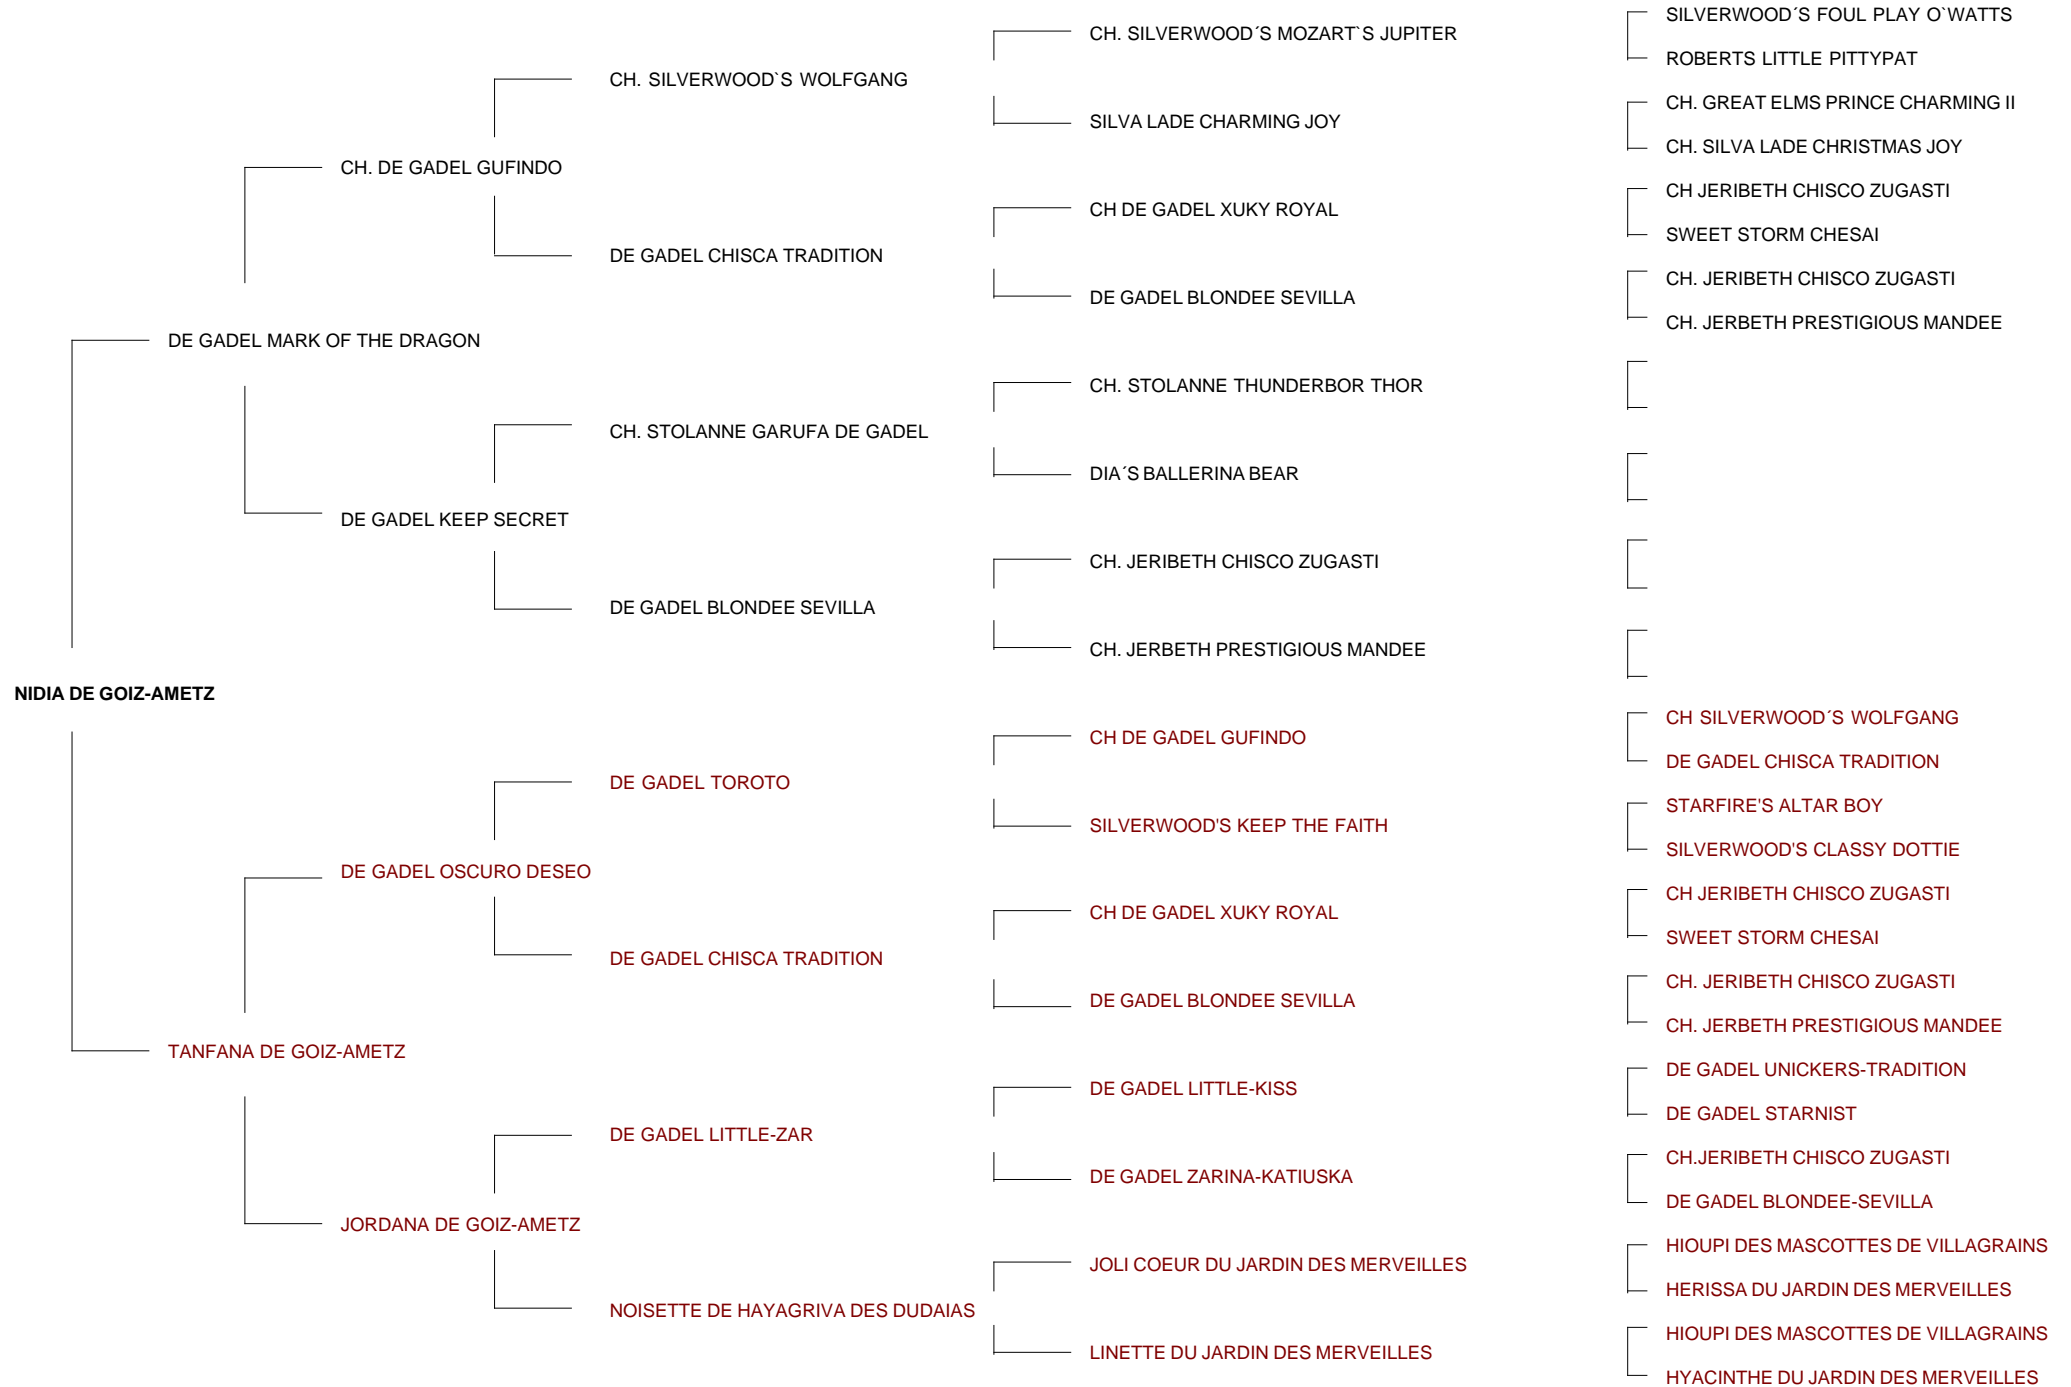 SILVERWOOD´S FOUL PLAY O`WATTS
CH. SILVERWOOD´S MOZART`S JUPITER
ROBERTS LITTLE PITTYPAT
CH. SILVERWOOD`S WOLFGANG
CH. GREAT ELMS PRINCE CHARMING II
SILVA LADE CHARMING JOY
CH. SILVA LADE CHRISTMAS JOY
CH. DE GADEL GUFINDO
CH JERIBETH CHISCO ZUGASTI
CH DE GADEL XUKY ROYAL
SWEET STORM CHESAI
DE GADEL CHISCA TRADITION
CH. JERIBETH CHISCO ZUGASTI
DE GADEL BLONDEE SEVILLA
CH. JERBETH PRESTIGIOUS MANDEE
DE GADEL MARK OF THE DRAGON
CH. STOLANNE THUNDERBOR THOR
CH. STOLANNE GARUFA DE GADEL
DIA´S BALLERINA BEAR
DE GADEL KEEP SECRET
CH. JERIBETH CHISCO ZUGASTI
DE GADEL BLONDEE SEVILLA
CH. JERBETH PRESTIGIOUS MANDEE
NIDIA DE GOIZ-AMETZ
CH SILVERWOOD´S WOLFGANG
CH DE GADEL GUFINDO
DE GADEL CHISCA TRADITION
DE GADEL TOROTO
STARFIRE'S ALTAR BOY
SILVERWOOD'S KEEP THE FAITH
SILVERWOOD'S CLASSY DOTTIE
DE GADEL OSCURO DESEO
CH JERIBETH CHISCO ZUGASTI
CH DE GADEL XUKY ROYAL
SWEET STORM CHESAI
DE GADEL CHISCA TRADITION
CH. JERIBETH CHISCO ZUGASTI
DE GADEL BLONDEE SEVILLA
CH. JERBETH PRESTIGIOUS MANDEE
TANFANA DE GOIZ-AMETZ
DE GADEL UNICKERS-TRADITION
DE GADEL LITTLE-KISS
DE GADEL STARNIST
DE GADEL LITTLE-ZAR
CH.JERIBETH CHISCO ZUGASTI
DE GADEL ZARINA-KATIUSKA
DE GADEL BLONDEE-SEVILLA
JORDANA DE GOIZ-AMETZ
HIOUPI DES MASCOTTES DE VILLAGRAINS
JOLI COEUR DU JARDIN DES MERVEILLES
HERISSA DU JARDIN DES MERVEILLES
NOISETTE DE HAYAGRIVA DES DUDAIAS
HIOUPI DES MASCOTTES DE VILLAGRAINS
LINETTE DU JARDIN DES MERVEILLES
HYACINTHE DU JARDIN DES MERVEILLES